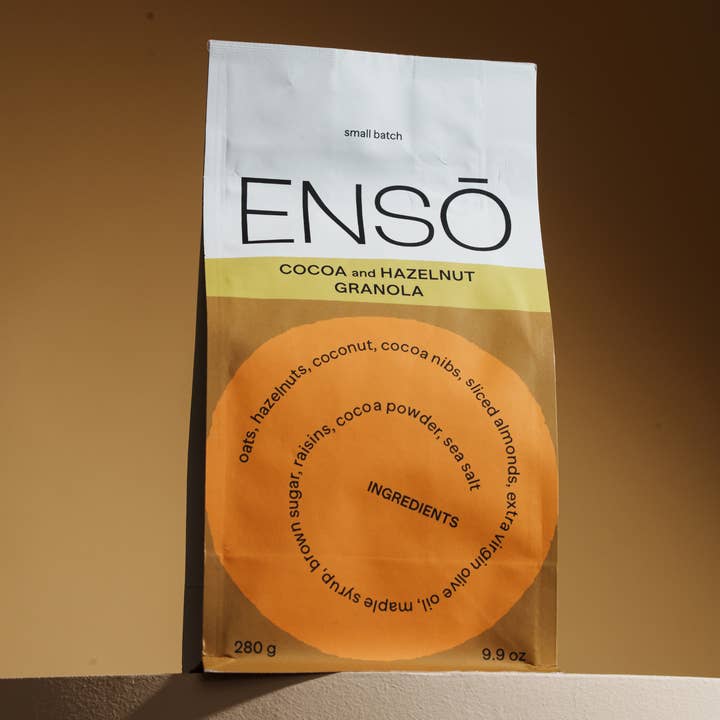 small batch
ENSŌ
COCOA and HAZELNUT
GRANOLA
oats, hazelnuts, coconut, cocoa nibs, sliced almonds, extra virgin olive oil, maple syrup, brown sugar, raisins, cocoa powder, sea salt
INGREDIENTS
280 g
9.9 oz